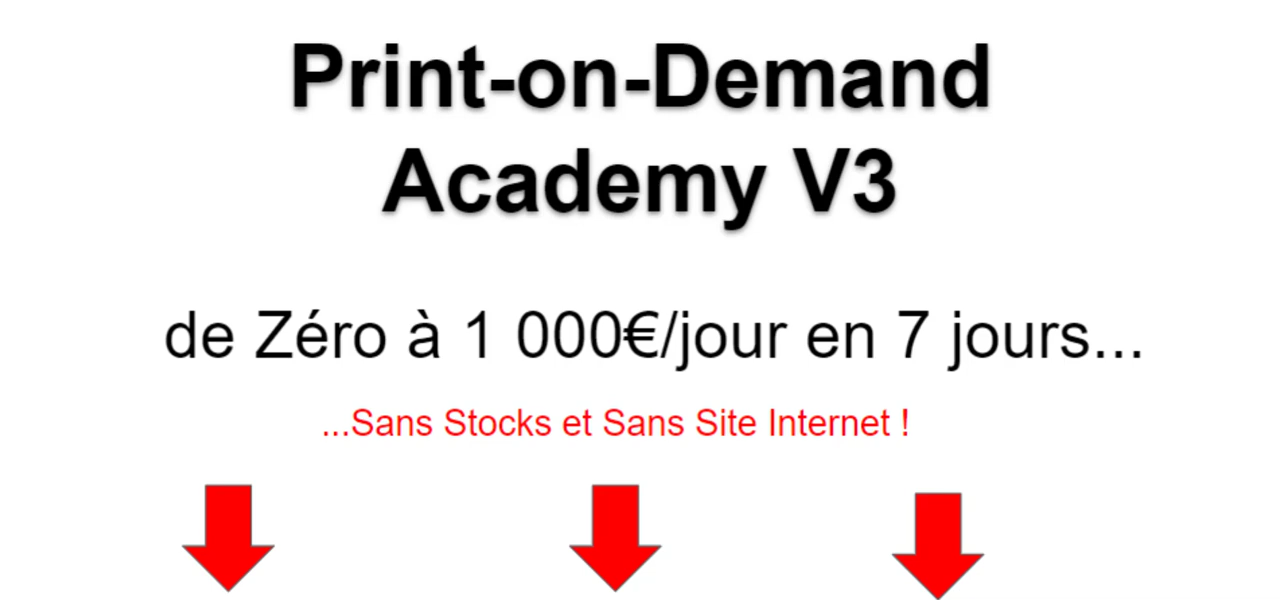 Print-on-Demand
Academy V3
de Zéro à 1 000€/jour en 7 jours...
...Sans Stocks et Sans Site Internet !